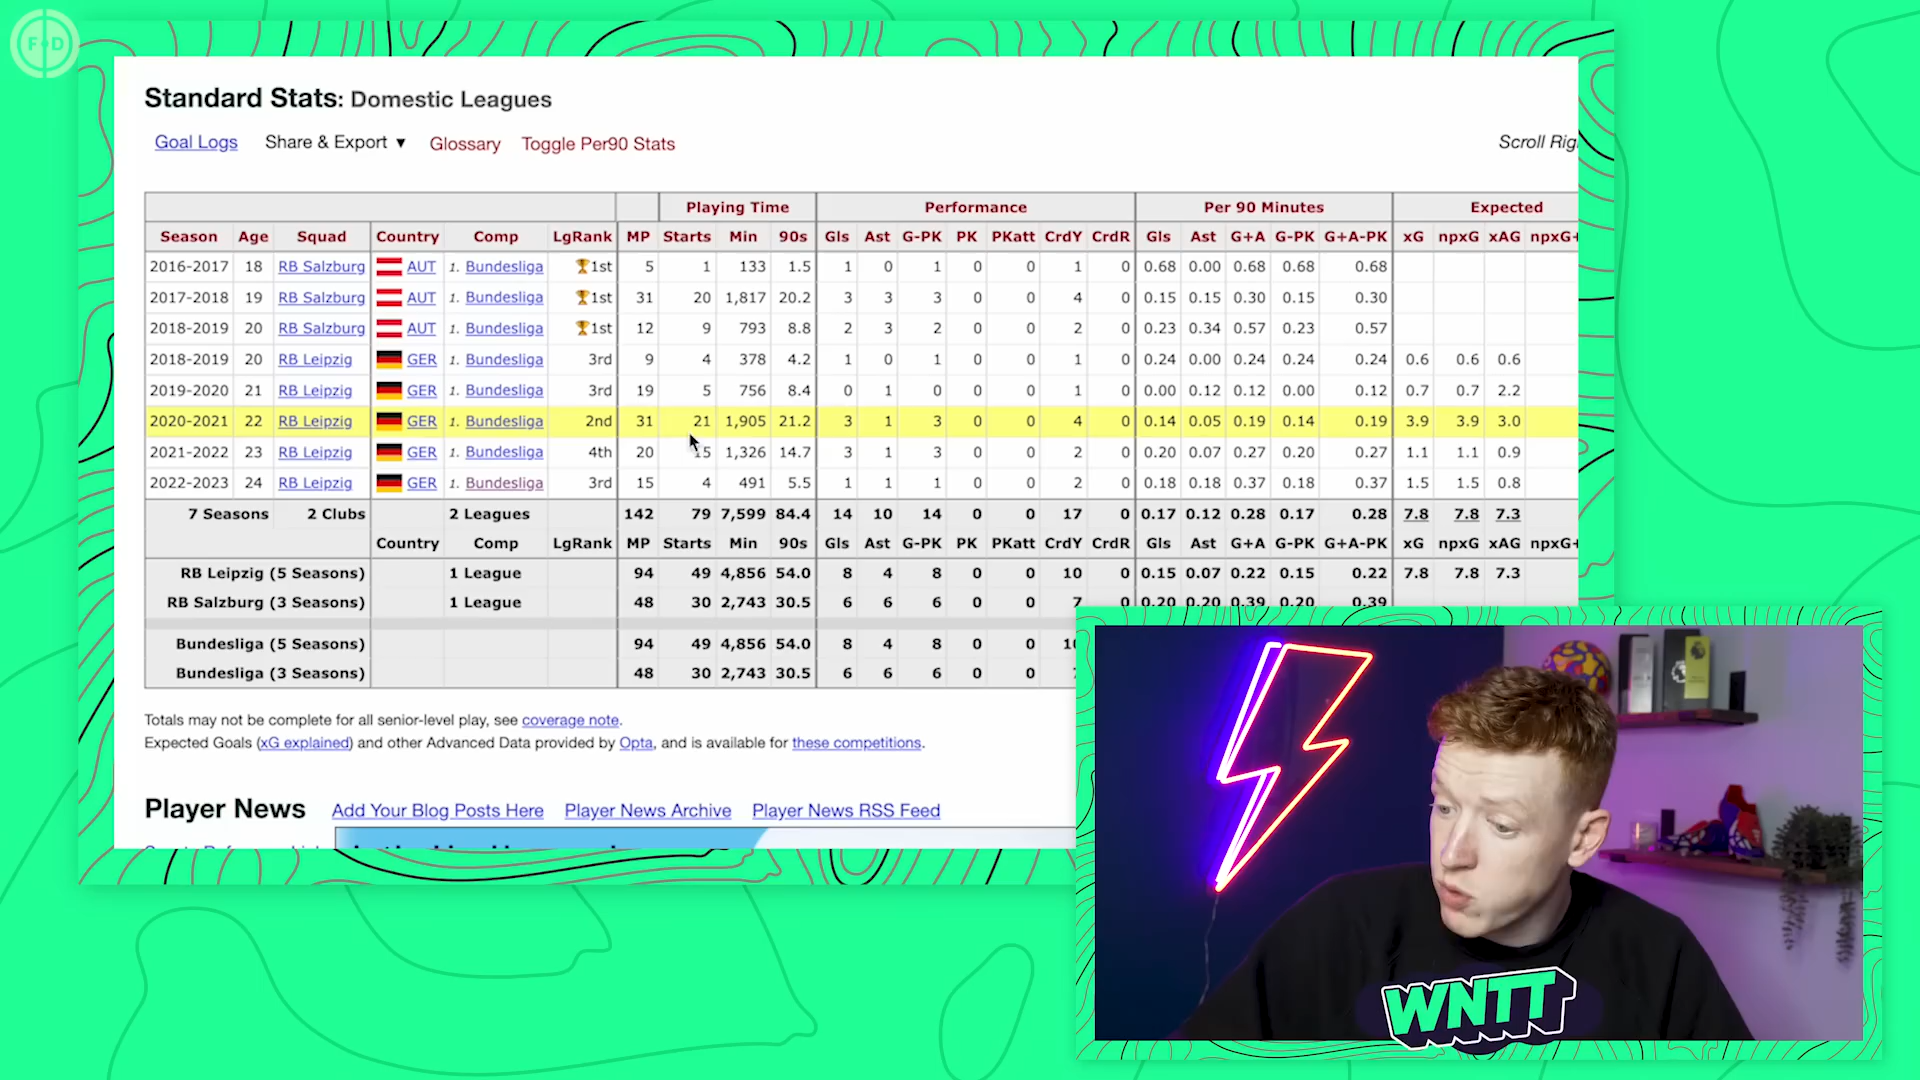 F D
Standard Stats: Domestic Leagues
Goal Logs Share & Export ▼ Glossary Toggle Per90 Stats Scroll Rig
Playing Time Performance Per 90 Minutes Expected
Season Age Squad Country Comp LgRank MP Starts Min 90s Gls Ast G-PK PK PKatt CrdY CrdR Gls Ast G+A G-PK G+A-PK xG npxG xAG npxG+
2016-2017 18 RB Salzburg AUT 1. Bundesliga 1st 5 1 133 1.5 1 0 1 0 0 1 0 0.68 0.00 0.68 0.68 0.68
2017-2018 19 RB Salzburg AUT 1. Bundesliga 1st 31 20 1,817 20.2 3 3 3 0 0 4 0 0.15 0.15 0.30 0.15 0.30
2018-2019 20 RB Salzburg AUT 1. Bundesliga 1st 12 9 793 8.8 2 3 2 0 0 2 0 0.23 0.34 0.57 0.23 0.57
2018-2019 20 RB Leipzig GER 1. Bundesliga 3rd 9 4 378 4.2 1 0 1 0 0 1 0 0.24 0.00 0.24 0.24 0.24 0.6 0.6 0.6
2019-2020 21 RB Leipzig GER 1. Bundesliga 3rd 19 5 756 8.4 0 1 0 0 0 1 0 0.00 0.12 0.12 0.00 0.12 0.7 0.7 2.2
2020-2021 22 RB Leipzig GER 1. Bundesliga 2nd 31 21 1,905 21.2 3 1 3 0 0 4 0 0.14 0.05 0.19 0.14 0.19 3.9 3.9 3.0
2021-2022 23 RB Leipzig GER 1. Bundesliga 4th 20 15 1,326 14.7 3 1 3 0 0 2 0 0.20 0.07 0.27 0.20 0.27 1.1 1.1 0.9
2022-2023 24 RB Leipzig GER 1. Bundesliga 3rd 15 4 491 5.5 1 1 1 0 0 2 0 0.18 0.18 0.37 0.18 0.37 1.5 1.5 0.8
7 Seasons 2 Clubs 2 Leagues 142 79 7,599 84.4 14 10 14 0 0 17 0 0.17 0.12 0.28 0.17 0.28 7.8 7.8 7.3
Country Comp LgRank MP Starts Min 90s Gls Ast G-PK PK PKatt CrdY CrdR Gls Ast G+A G-PK G+A-PK xG npxG xAG npxG+
RB Leipzig (5 Seasons) 1 League 94 49 4,856 54.0 8 4 8 0 0 10 0 0.15 0.07 0.22 0.15 0.22 7.8 7.8 7.3
RB Salzburg (3 Seasons) 1 League 48 30 2,743 30.5 6 6 6 0 0 7 0 0.20 0.20 0.39 0.20 0.39
Bundesliga (5 Seasons) 94 49 4,856 54.0 8 4 8 0 0 10
Bundesliga (3 Seasons) 48 30 2,743 30.5 6 6 6 0 0
Totals may not be complete for all senior-level play, see coverage note.
Expected Goals (xG explained) and other Advanced Data provided by Opta, and is available for these competitions.
Player News Add Your Blog Posts Here Player News Archive Player News RSS Feed
WNTT